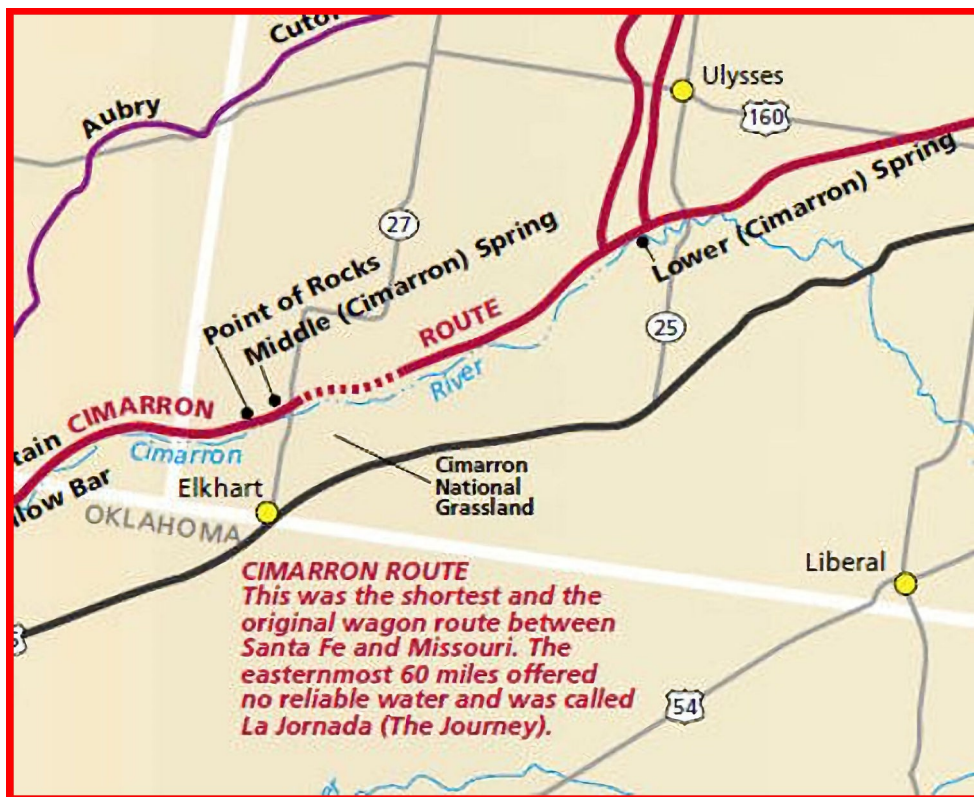 Cutof
Aubry
Ulysses
160
27
Lower (Cimarron) Spring
Point of Rocks
Middle (Cimarron) Spring
ROUTE
25
River
CIMARRON
Cimarron
tain
llow Bar
Elkhart
OKLAHOMA
Cimarron
National
Grassland
Liberal
CIMARRON ROUTE
This was the shortest and the
original wagon route between
Santa Fe and Missouri. The
easternmost 60 miles offered
no reliable water and was called
La Jornada (The Journey).
54